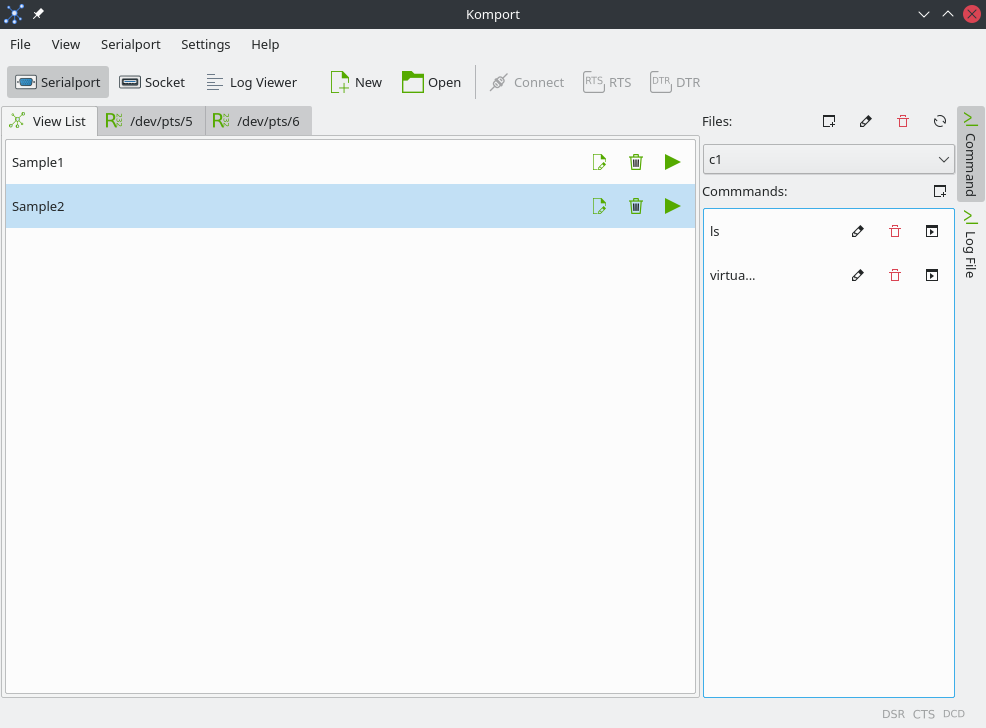 Komport
File View Serialport Settings Help
Serialport Socket Log Viewer New Open Connect RTS RTS DTR DTR
View List /dev/pts/5 /dev/pts/6
Files:
c1
Commmands:
Sample1
Sample2
ls
virtua...
Command
Log File
DSR CTS DCD